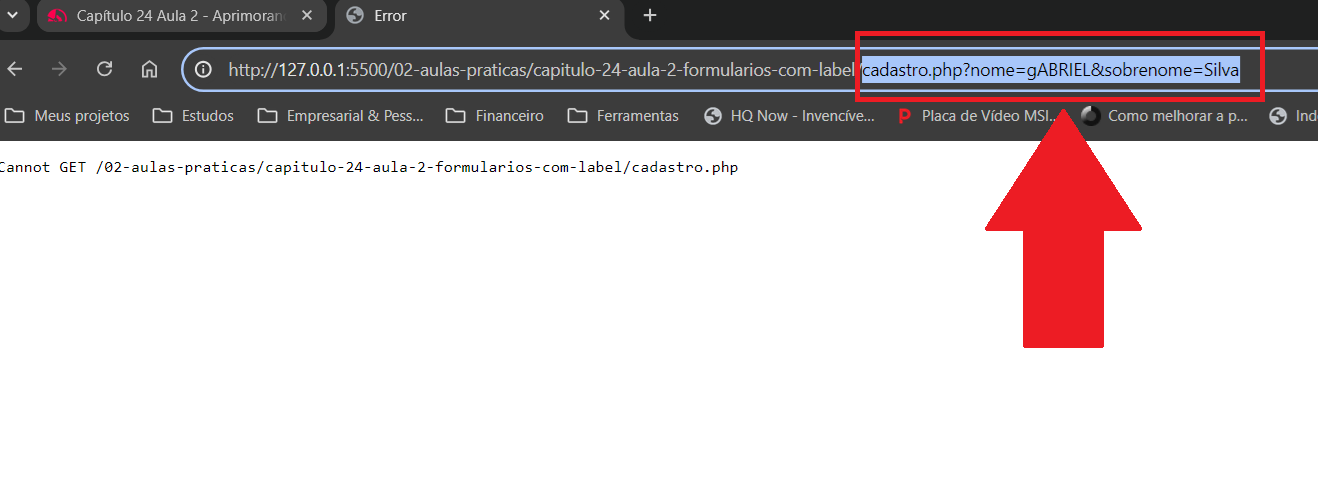 Capítulo 24 Aula 2 - Aprimorand
Error
http://127.0.0.1:5500/02-aulas-praticas/capitulo-24-aula-2-formularios-com-label/cadastro.php?nome=gABRIEL&sobrenome=Silva
Meus projetos Estudos Empresarial & Pess... Financeiro Ferramentas HQ Now - Invencíve... Placa de Vídeo MSI... Como melhorar a p... Ind
Cannot GET /02-aulas-praticas/capitulo-24-aula-2-formularios-com-label/cadastro.php